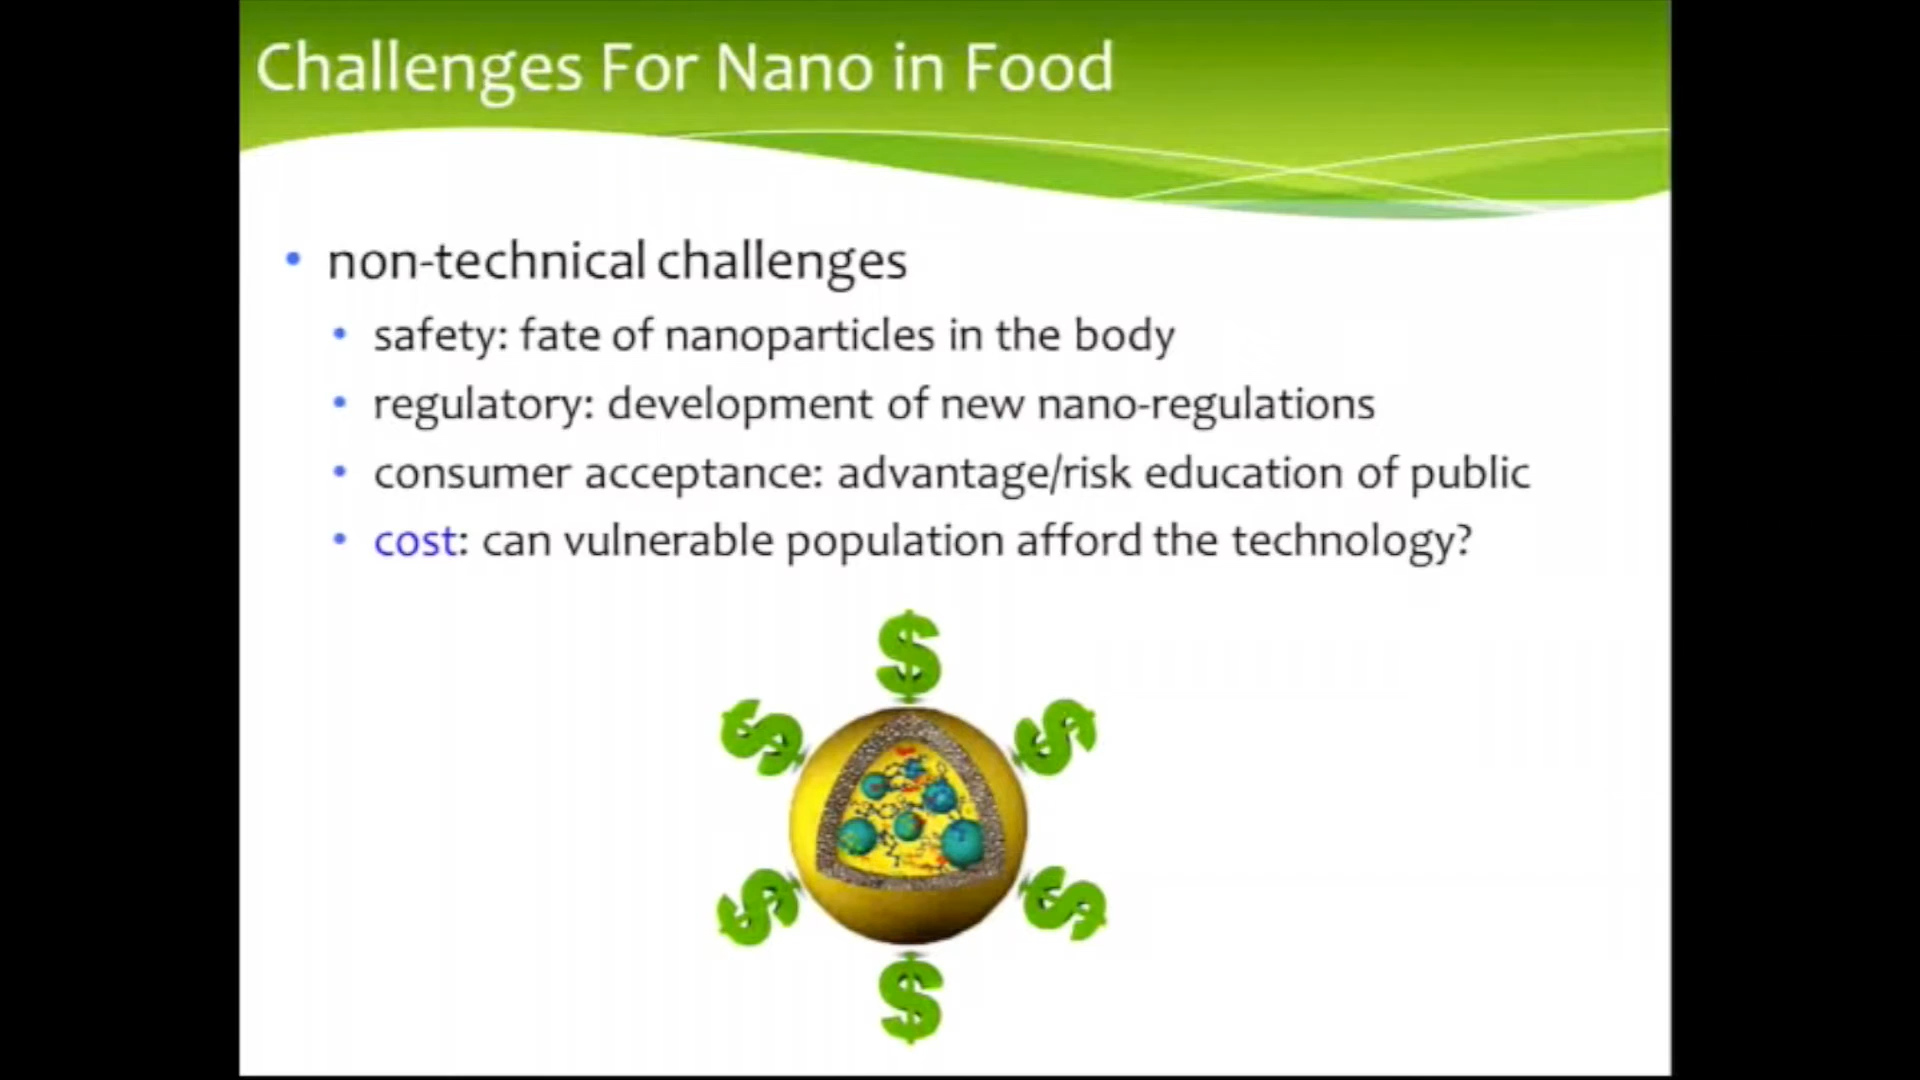 Challenges For Nano in Food
• non-technical challenges
• safety: fate of nanoparticles in the body
• regulatory: development of new nano-regulations
• consumer acceptance: advantage/risk education of public
• cost: can vulnerable population afford the technology?
$
$ $
$ $
$